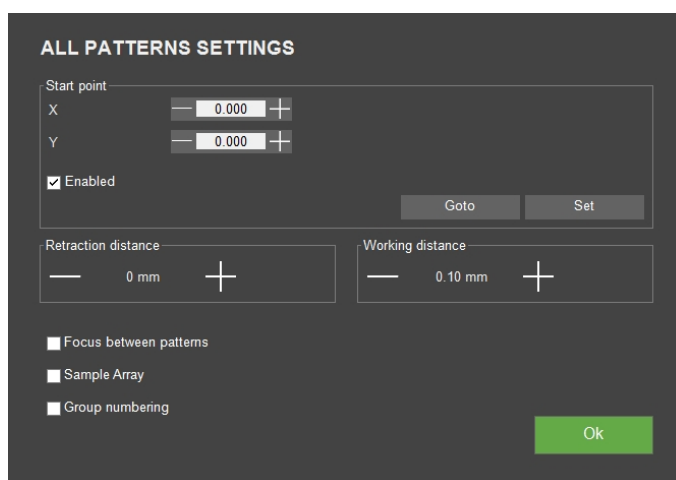 ALL PATTERNS SETTINGS
Start point
X 0.000
Y 0.000
Enabled
Goto Set
Retraction distance Working distance
0 mm 0.10 mm
Focus between patterns
Sample Array
Group numbering
Ok